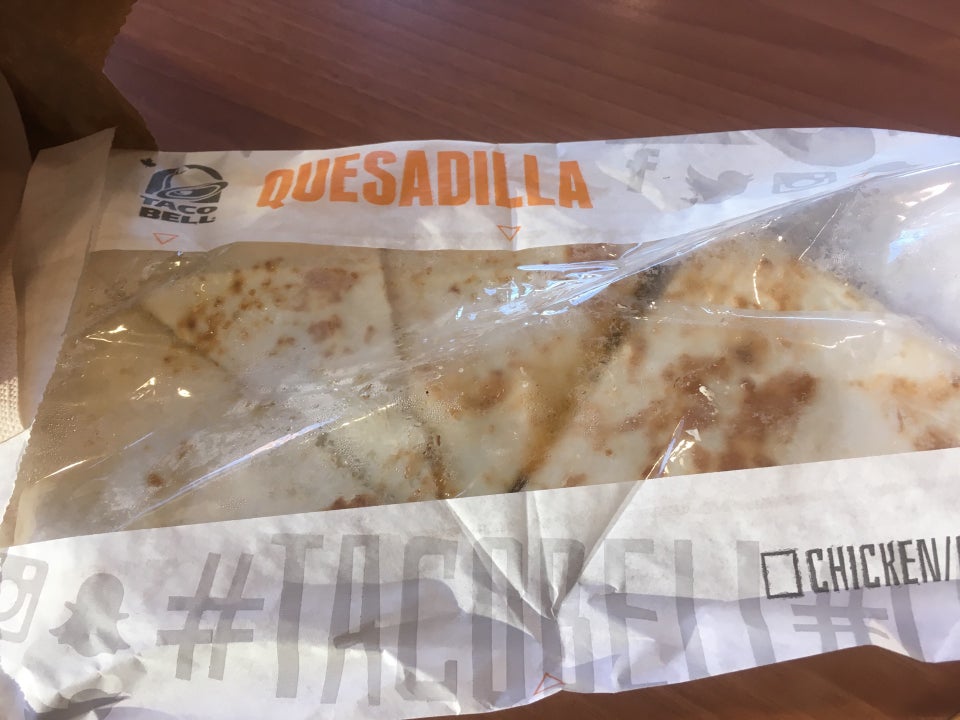 TACO
BELL
QUESADILLA
#TACOBELL #
CHICKEN/